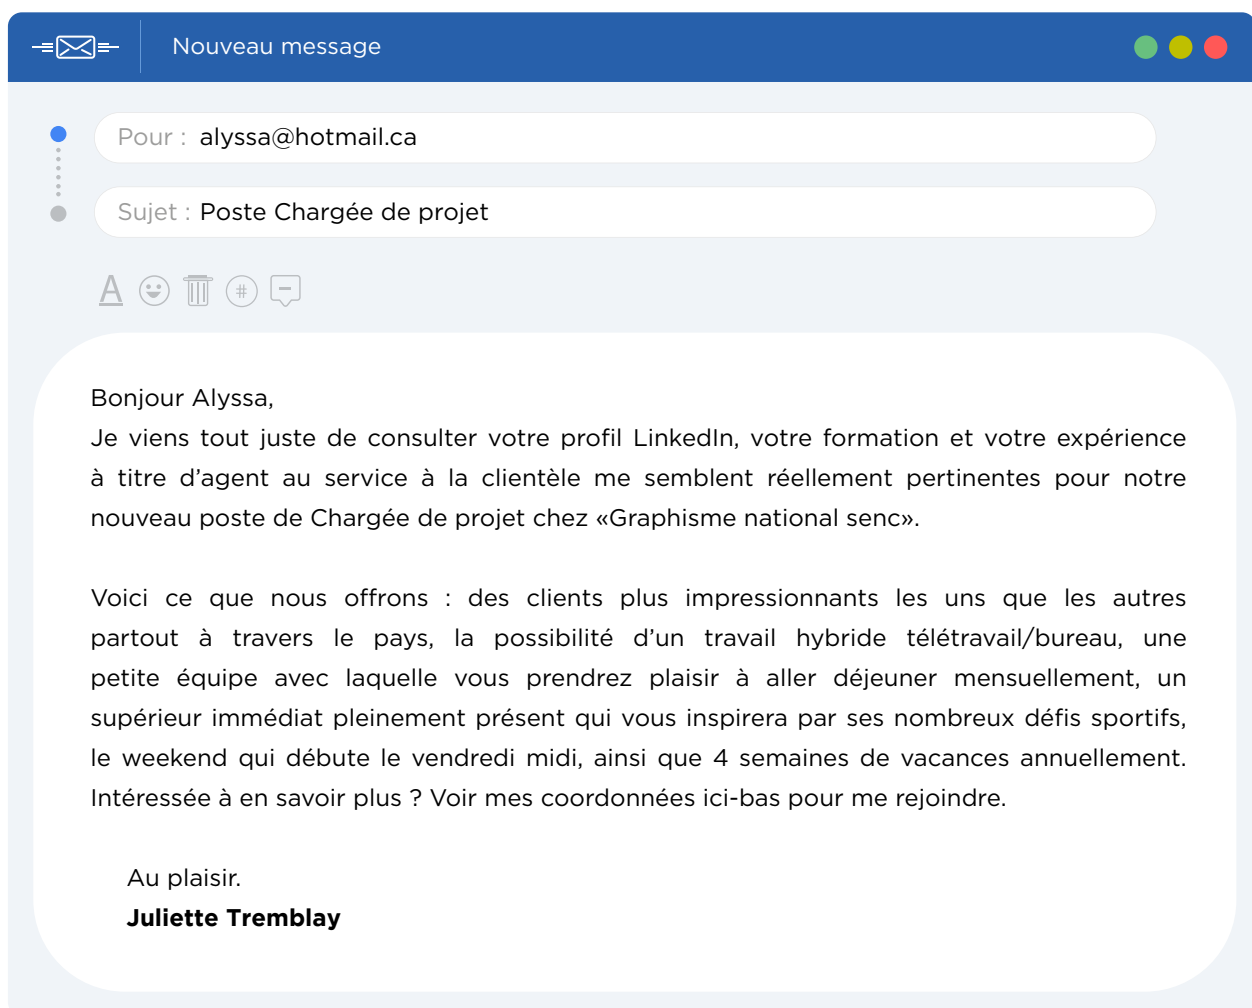 Nouveau message
Pour : alyssa@hotmail.ca
Sujet : Poste Chargée de projet
A # -
Bonjour Alyssa,
Je viens tout juste de consulter votre profil LinkedIn, votre formation et votre expérience
à titre d’agent au service à la clientèle me semblent réellement pertinentes pour notre
nouveau poste de Chargée de projet chez «Graphisme national senc».
Voici ce que nous offrons : des clients plus impressionnants les uns que les autres
partout à travers le pays, la possibilité d’un travail hybride télétravail/bureau, une
petite équipe avec laquelle vous prendrez plaisir à aller déjeuner mensuellement, un
supérieur immédiat pleinement présent qui vous inspirera par ses nombreux défis sportifs,
le weekend qui débute le vendredi midi, ainsi que 4 semaines de vacances annuellement.
Intéressée à en savoir plus ? Voir mes coordonnées ici-bas pour me rejoindre.
Au plaisir.
Juliette Tremblay